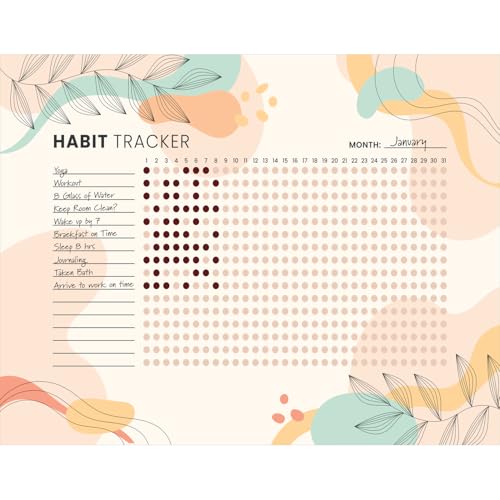 HABIT TRACKER
MONTH: January
1 2 3 4 5 6 7 8 9 10 11 12 13 14 15 16 17 18 19 20 21 22 23 24 25 26 27 28 29 30 31
Yoga
Workout
8 Glass of Water
Keep Room Clean?
Wake up by 7
Breakfast on Time
Sleep 8 hrs
Journaling
Taken Bath
Arrive to work on time